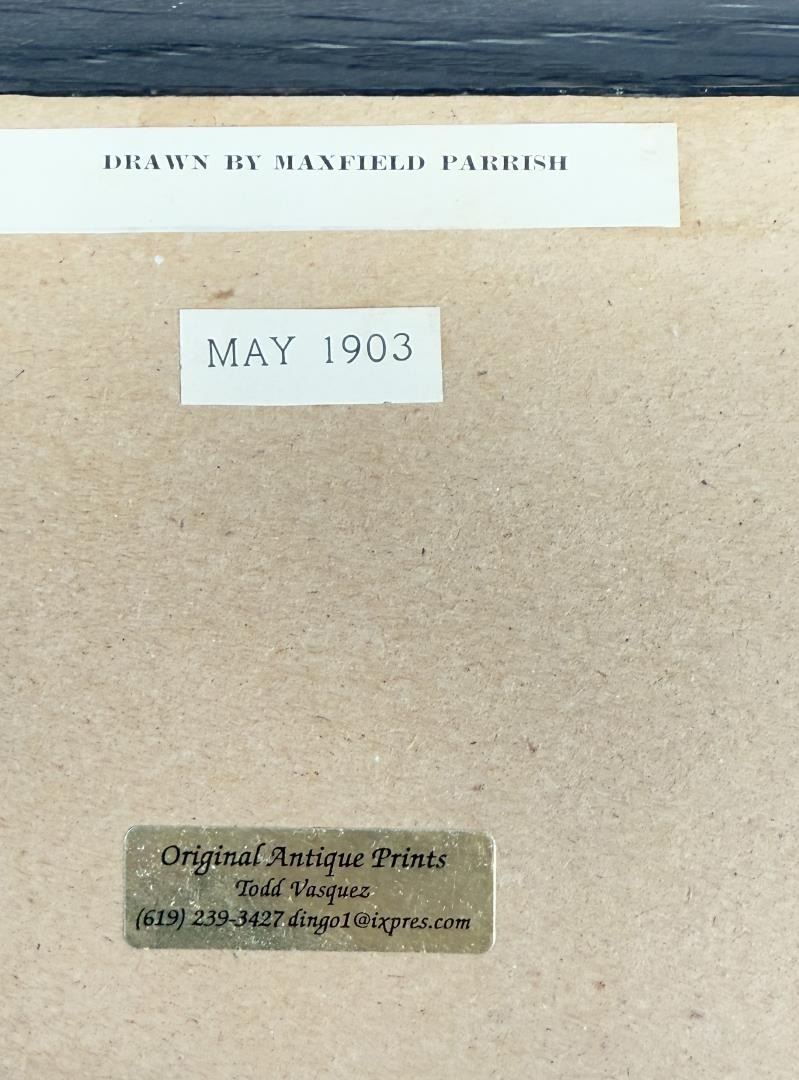 DRAWN BY MAXFIELD PARRISH
MAY 1903
Original Antique Prints
Todd Vasquez
(619) 239-3427 dingo1@ixpres.com